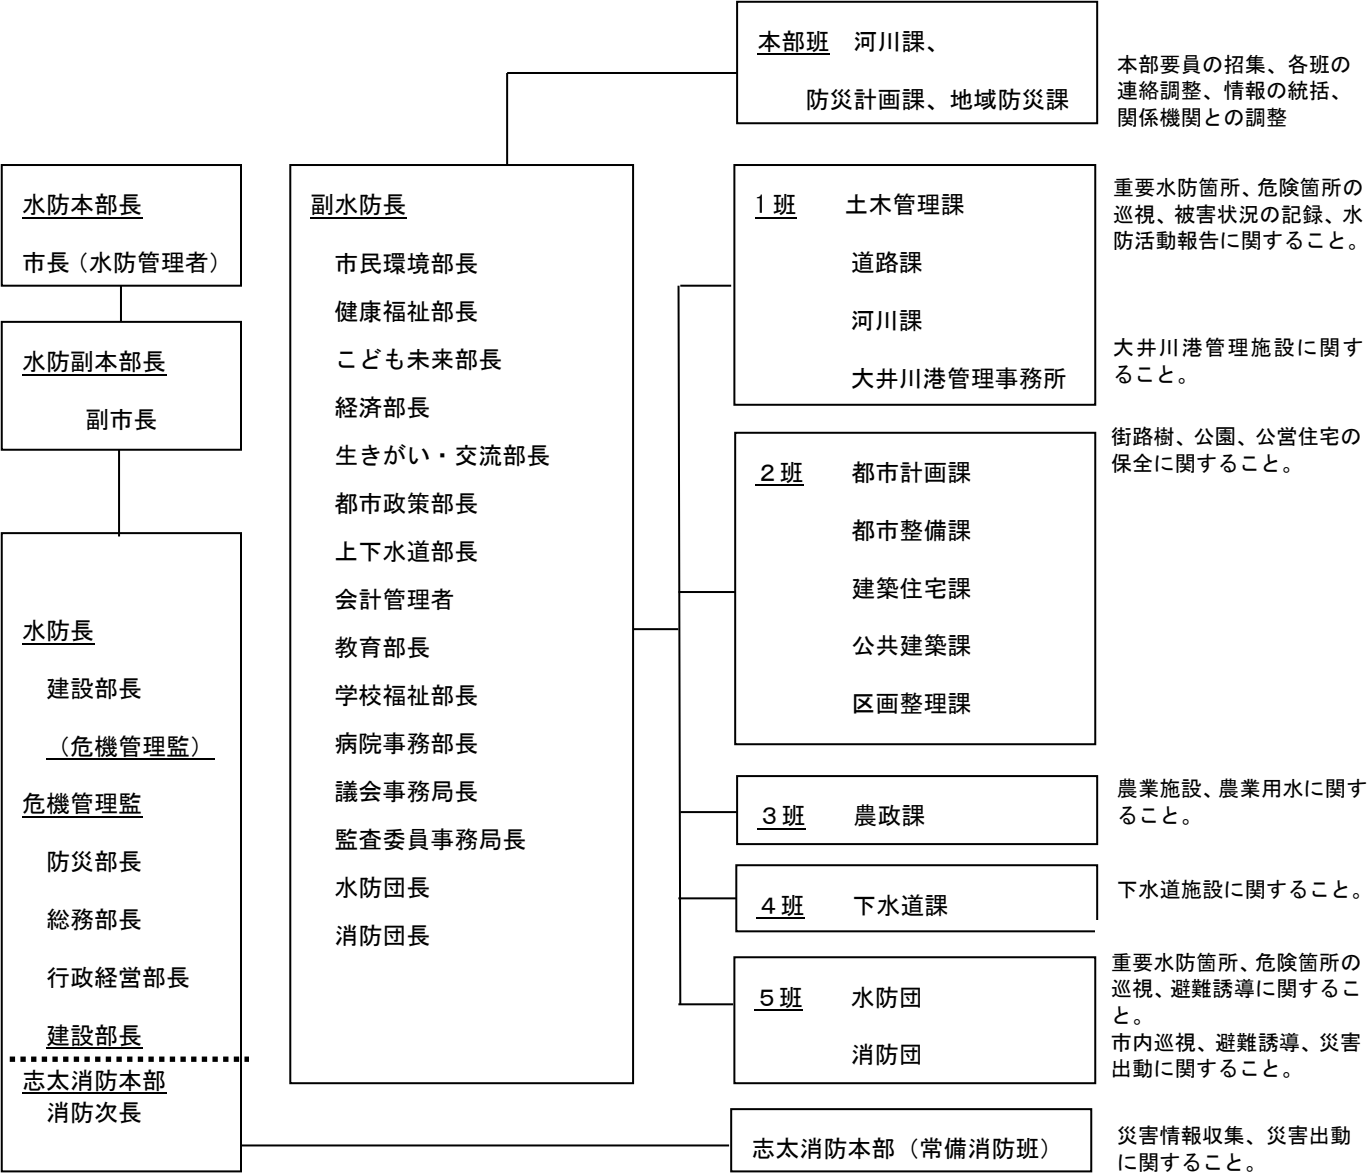 本部班　河川課、
防災計画課、地域防災課
本部要員の招集、各班の
連絡調整、情報の統括、
関係機関との調整
水防本部長
市長（水防管理者）
水防副本部長
副市長
水防長
建設部長
（危機管理監）
危機管理監
防災部長
総務部長
行政経営部長
建設部長
志太消防本部
消防次長
副水防長
市民環境部長
健康福祉部長
こども未来部長
経済部長
生きがい・交流部長
都市政策部長
上下水道部長
会計管理者
教育部長
学校福祉部長
病院事務部長
議会事務局長
監査委員事務局長
水防団長
消防団長
1班　土木管理課
道路課
河川課
大井川港管理事務所
重要水防箇所、危険箇所の
巡視、被害状況の記録、水
防活動報告に関すること。
大井川港管理施設に関す
ること。
２班　都市計画課
都市整備課
建築住宅課
公共建築課
区画整理課
街路樹、公園、公営住宅の
保全に関すること。
３班　農政課
農業施設、農業用水に関す
ること。
４班　下水道課
下水道施設に関すること。
５班　水防団
消防団
重要水防箇所、危険箇所の
巡視、避難誘導に関するこ
と。
市内巡視、避難誘導、災害
出動に関すること。
志太消防本部（常備消防班）
災害情報収集、災害出動
に関すること。